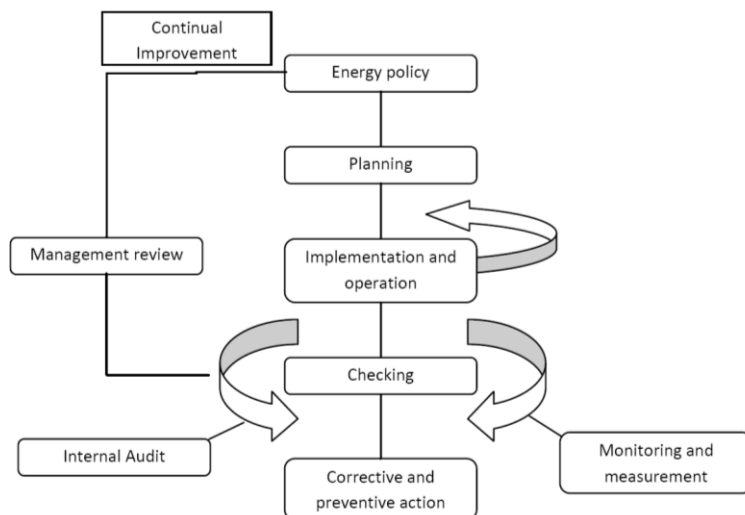 Continual
Improvement
Energy policy
Planning
Management review
Implementation and
operation
Checking
Internal Audit
Monitoring and
measurement
Corrective and
preventive action